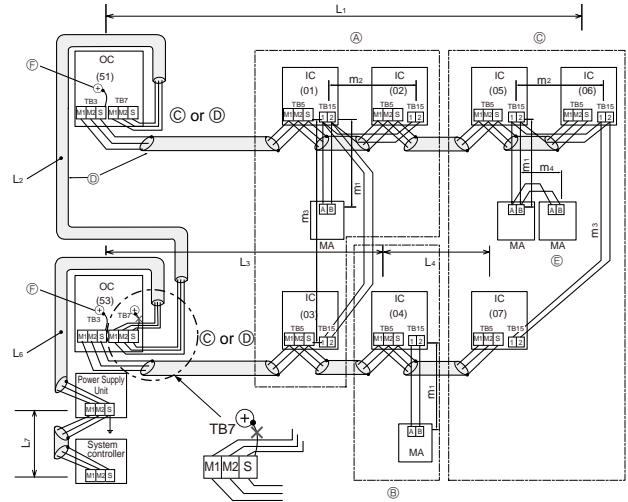 L1
Ⓐ
Ⓒ
Ⓕ
OC
(51)
TB3 TB7
M1 M2 S M1 M2 S
Ⓒ or Ⓓ
IC
(01)
TB5 TB15
M1 M2 S 1 2
m2
IC
(02)
TB5 TB15
M1 M2 S 1 2
IC
(05)
TB5 TB15
M1 M2 S 1 2
m2
IC
(06)
TB5 TB15
M1 M2 S 1 2
L2
Ⓓ
m3
m1
A B
MA
m1
m4
A B
MA
A B
MA
Ⓔ
m3
L3
L4
Ⓕ
OC
(53)
TB3 TB7
M1 M2 S M1 M2 S
Ⓒ or Ⓓ
IC
(03)
TB5 TB15
M1 M2 S 1 2
IC
(04)
TB5 TB15
M1 M2 S 1 2
IC
(07)
TB5 TB15
M1 M2 S 1 2
L6
Power Supply
Unit
M1 M2 S
L7
System
controller
M1 M2 S
TB7
M1 M2 S
m1
A B
MA
Ⓑ